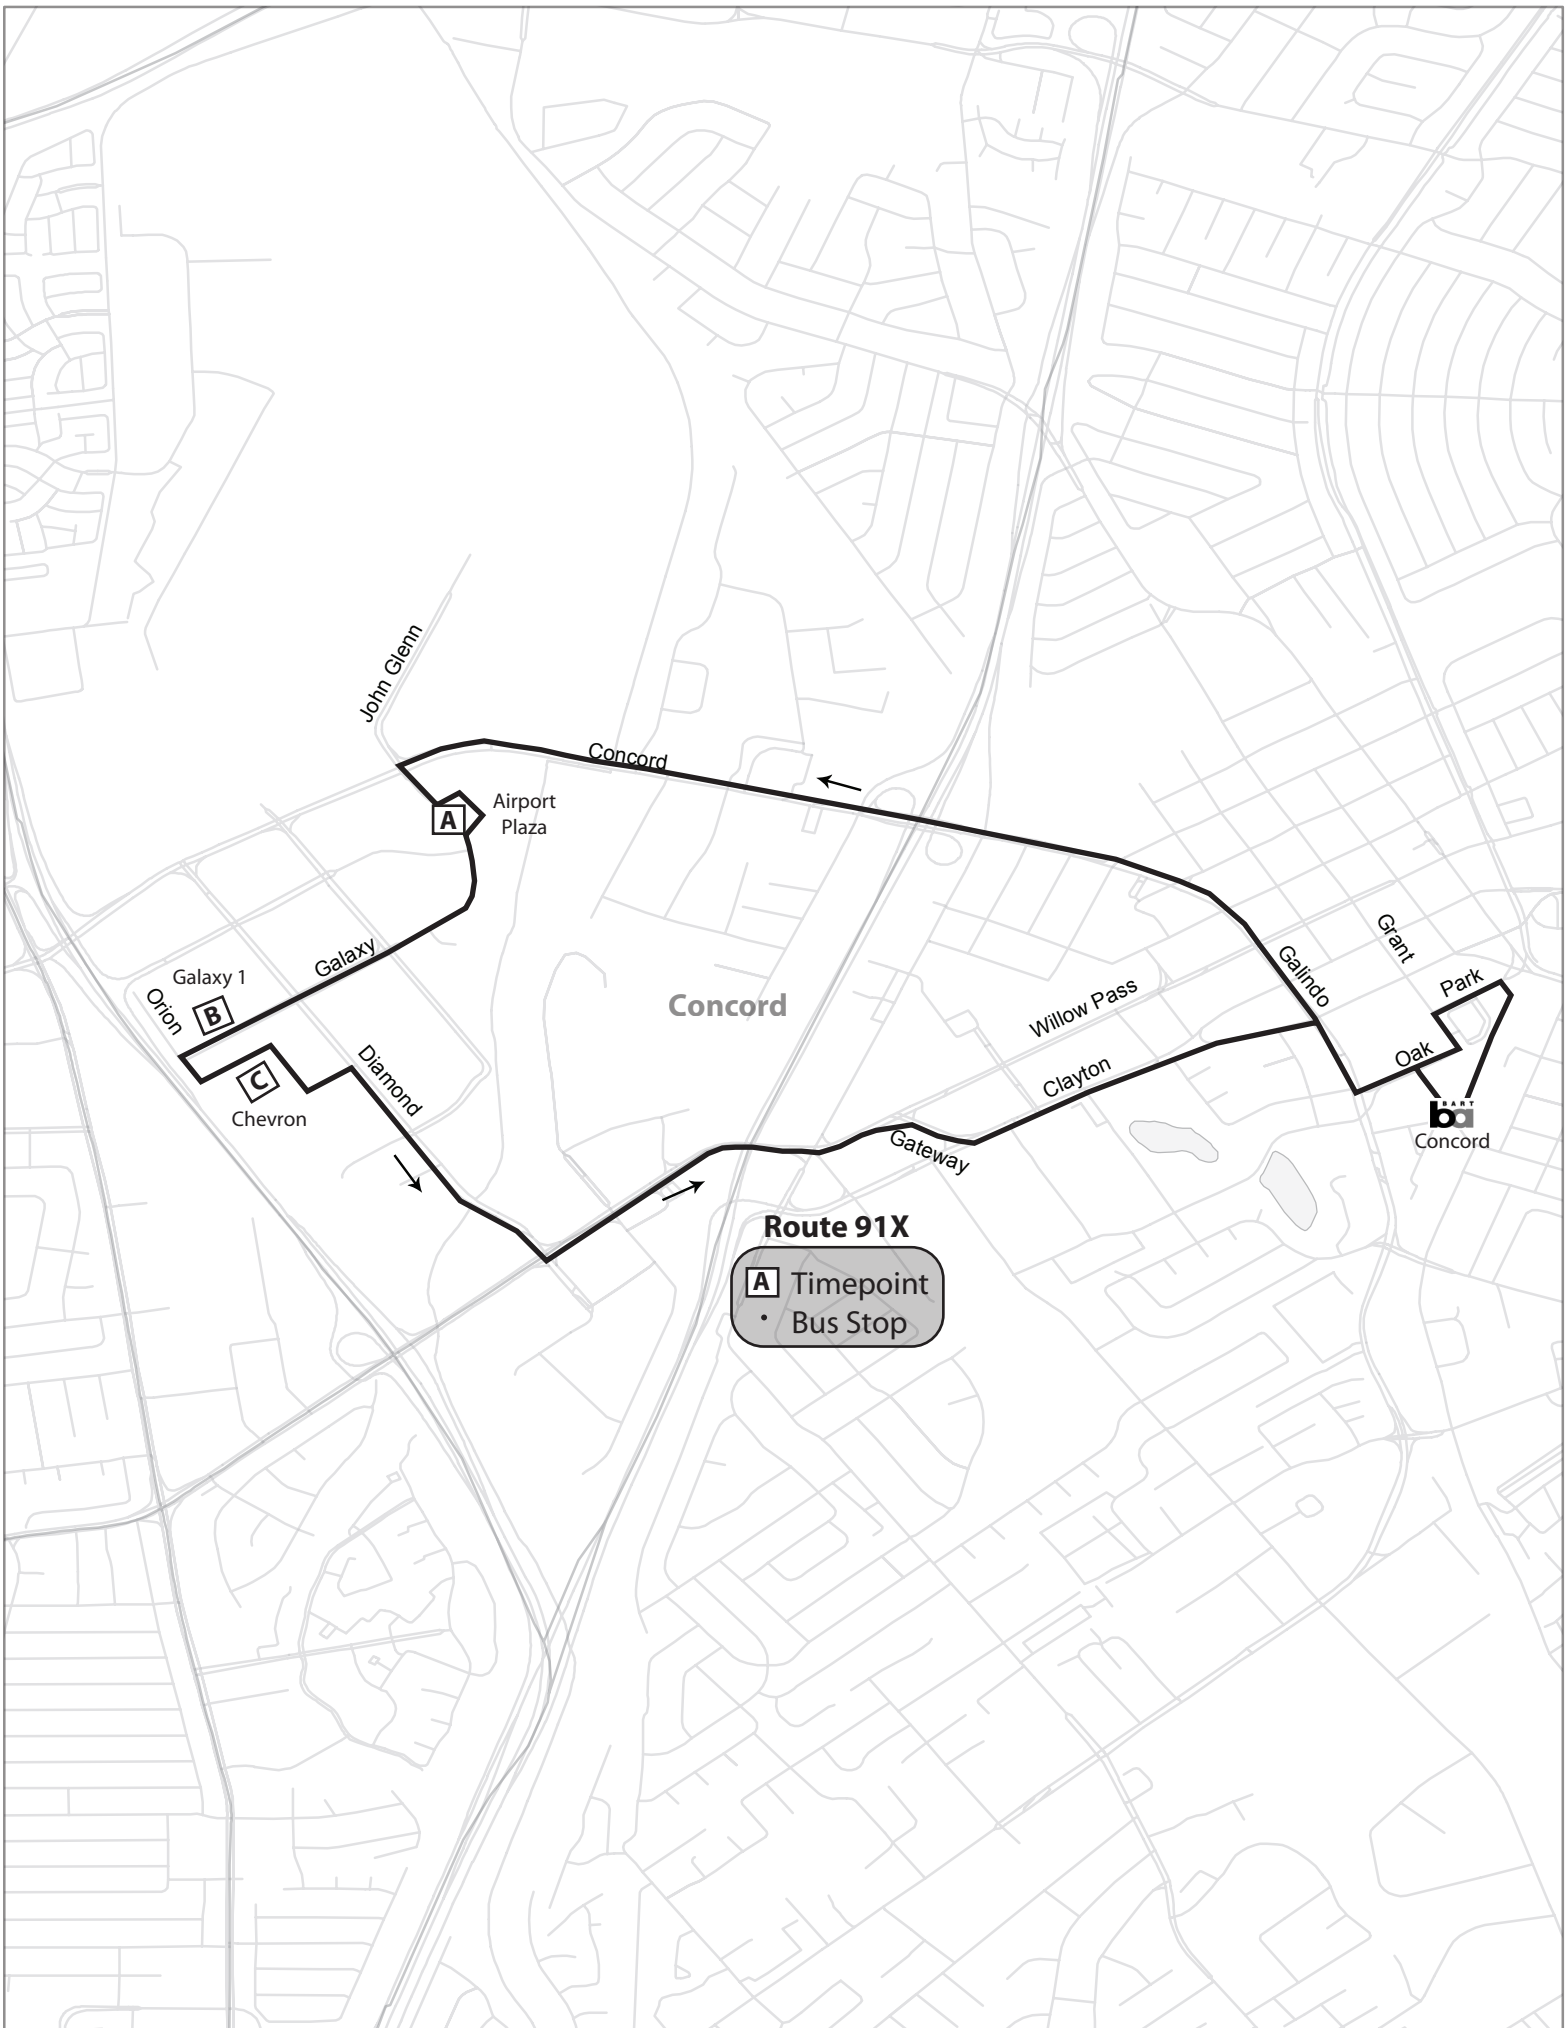 John Glenn
Concord
A
Airport
Plaza
Galaxy
Galaxy 1
Orion
B
C
Chevron
Diamond
Concord
Willow Pass
Clayton
Gateway
Galindo
Grant
Park
Oak
BART
ba
Concord
Route 91X
A Timepoint
Bus Stop